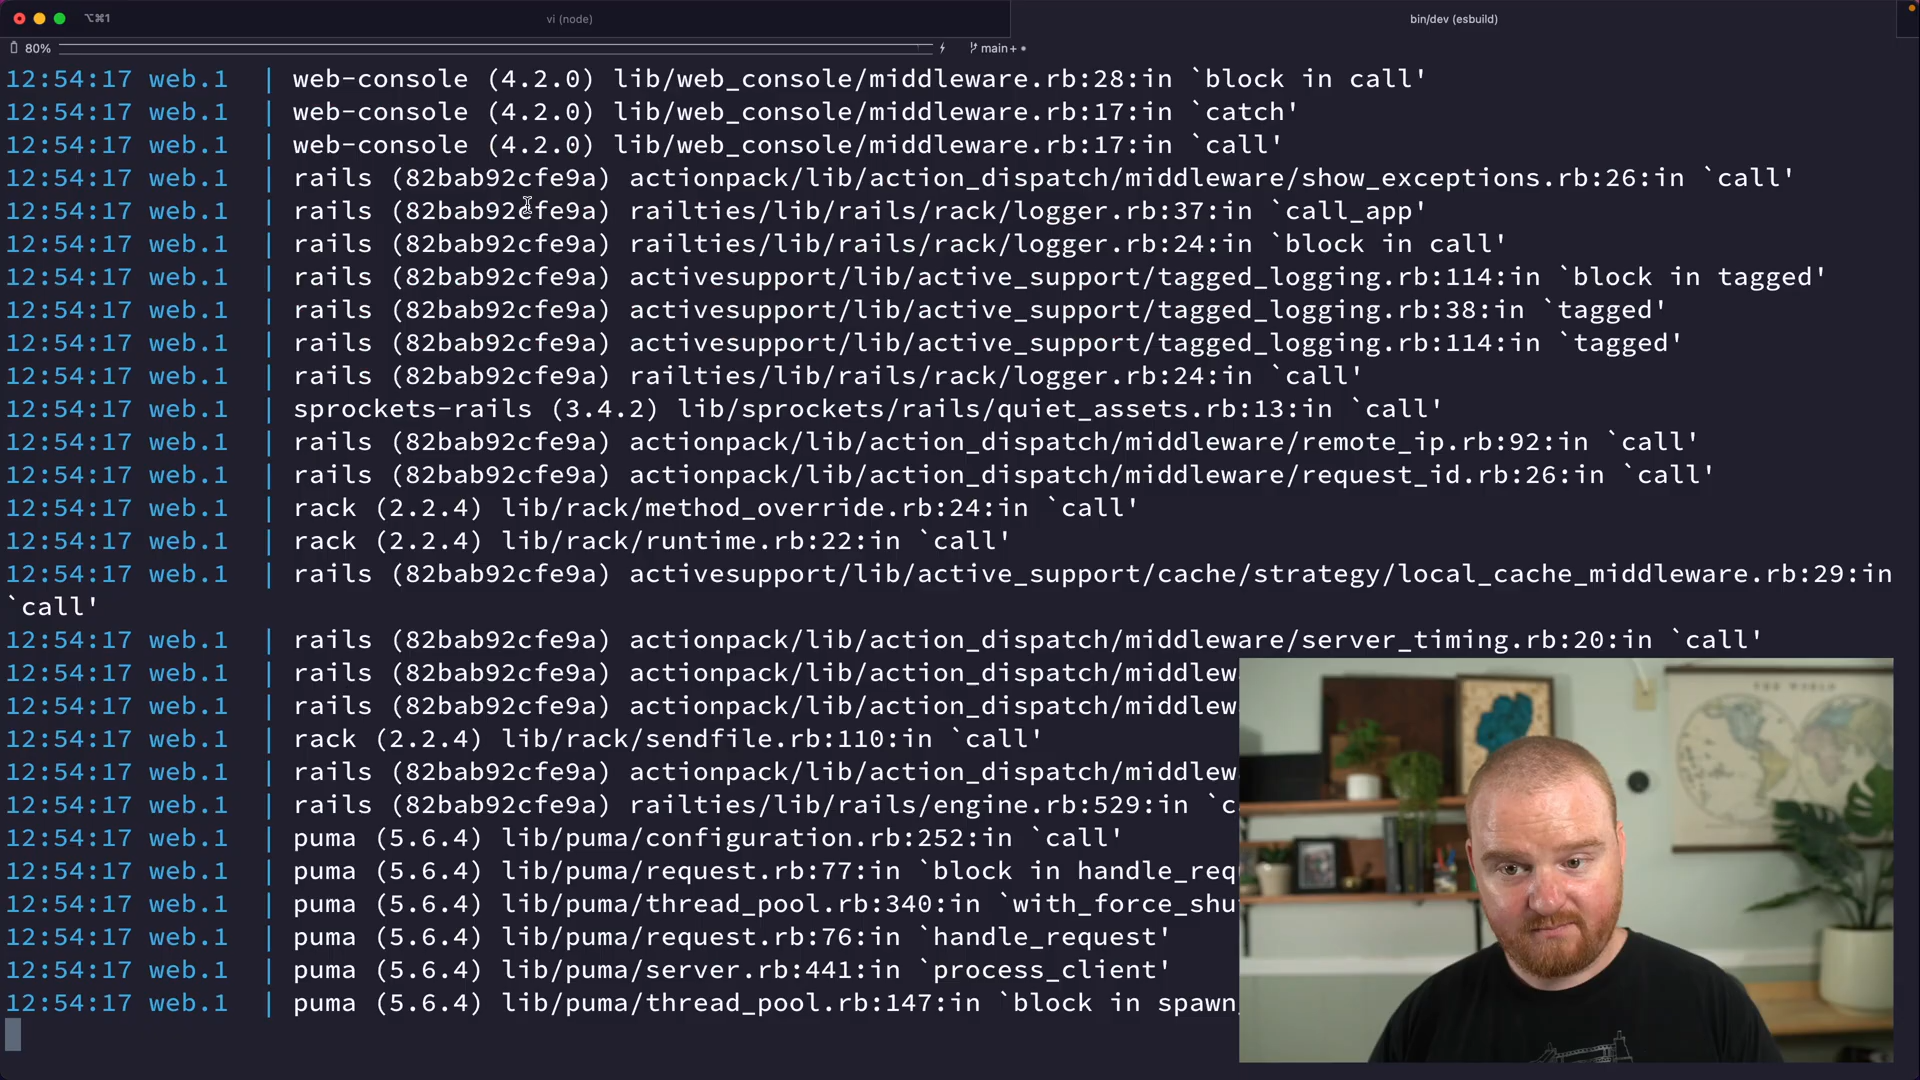 ⌥⌘1
vi (node)
bin/dev (esbuild)
80%
main+
12:54:17 web.1 | web-console (4.2.0) lib/web_console/middleware.rb:28:in `block in call'
12:54:17 web.1 | web-console (4.2.0) lib/web_console/middleware.rb:17:in `catch'
12:54:17 web.1 | web-console (4.2.0) lib/web_console/middleware.rb:17:in `call'
12:54:17 web.1 | rails (82bab92cfe9a) actionpack/lib/action_dispatch/middleware/show_exceptions.rb:26:in `call'
12:54:17 web.1 | rails (82bab92cfe9a) railties/lib/rails/rack/logger.rb:37:in `call_app'
12:54:17 web.1 | rails (82bab92cfe9a) railties/lib/rails/rack/logger.rb:24:in `block in call'
12:54:17 web.1 | rails (82bab92cfe9a) activesupport/lib/active_support/tagged_logging.rb:114:in `block in tagged'
12:54:17 web.1 | rails (82bab92cfe9a) activesupport/lib/active_support/tagged_logging.rb:38:in `tagged'
12:54:17 web.1 | rails (82bab92cfe9a) activesupport/lib/active_support/tagged_logging.rb:114:in `tagged'
12:54:17 web.1 | rails (82bab92cfe9a) railties/lib/rails/rack/logger.rb:24:in `call'
12:54:17 web.1 | sprockets-rails (3.4.2) lib/sprockets/rails/quiet_assets.rb:13:in `call'
12:54:17 web.1 | rails (82bab92cfe9a) actionpack/lib/action_dispatch/middleware/remote_ip.rb:92:in `call'
12:54:17 web.1 | rails (82bab92cfe9a) actionpack/lib/action_dispatch/middleware/request_id.rb:26:in `call'
12:54:17 web.1 | rack (2.2.4) lib/rack/method_override.rb:24:in `call'
12:54:17 web.1 | rack (2.2.4) lib/rack/runtime.rb:22:in `call'
12:54:17 web.1 | rails (82bab92cfe9a) activesupport/lib/active_support/cache/strategy/local_cache_middleware.rb:29:in
`call'
12:54:17 web.1 | rails (82bab92cfe9a) actionpack/lib/action_dispatch/middleware/server_timing.rb:20:in `call'
12:54:17 web.1 | rails (82bab92cfe9a) actionpack/lib/action_dispatch/middlew
12:54:17 web.1 | rails (82bab92cfe9a) actionpack/lib/action_dispatch/middlew
12:54:17 web.1 | rack (2.2.4) lib/rack/sendfile.rb:110:in `call'
12:54:17 web.1 | rails (82bab92cfe9a) actionpack/lib/action_dispatch/middlew
12:54:17 web.1 | rails (82bab92cfe9a) railties/lib/rails/engine.rb:529:in `c
12:54:17 web.1 | puma (5.6.4) lib/puma/configuration.rb:252:in `call'
12:54:17 web.1 | puma (5.6.4) lib/puma/request.rb:77:in `block in handle_req
12:54:17 web.1 | puma (5.6.4) lib/puma/thread_pool.rb:340:in `with_force_shu
12:54:17 web.1 | puma (5.6.4) lib/puma/request.rb:76:in `handle_request'
12:54:17 web.1 | puma (5.6.4) lib/puma/server.rb:441:in `process_client'
12:54:17 web.1 | puma (5.6.4) lib/puma/thread_pool.rb:147:in `block in spawn
THE WORLD